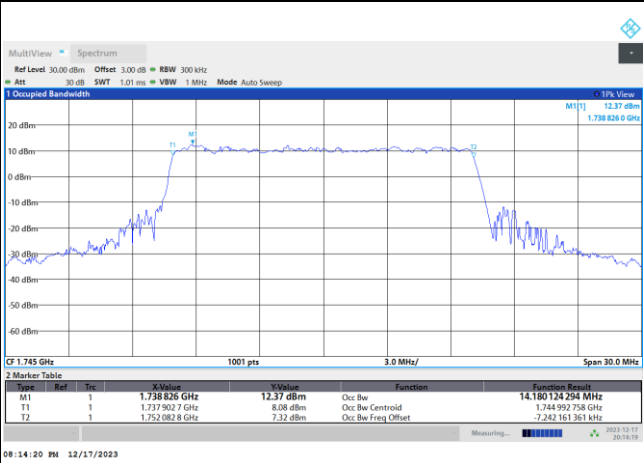 MultiView Spectrum
Ref Level 30.00 dBm Offset 3.00 dB RBW 300 kHz
Att 30 dB SWT 1.01 ms VBW 1 MHz Mode Auto Sweep
1 Occupied Bandwidth 1Pk View
M1[1] 12.37 dBm
1.738 826 0 GHz
20 dBm
M1
T1 T2
10 dBm
0 dBm
-10 dBm
-20 dBm
-30 dBm
-40 dBm
-50 dBm
-60 dBm
CF 1.745 GHz 1001 pts 3.0 MHz/ Span 30.0 MHz
2 Marker Table
Type Ref Trc X-Value Y-Value Function Function Result
M1 1 1.738 826 GHz 12.37 dBm Occ Bw 14.180 124 294 MHz
T1 1 1.737 902 7 GHz 8.08 dBm Occ Bw Centroid 1.744 992 758 GHz
T2 1 1.752 082 8 GHz 7.32 dBm Occ Bw Freq Offset -7.242 161 361 kHz
Measuring... 2023-12-17
20:14:19
08:14:20 PM 12/17/2023